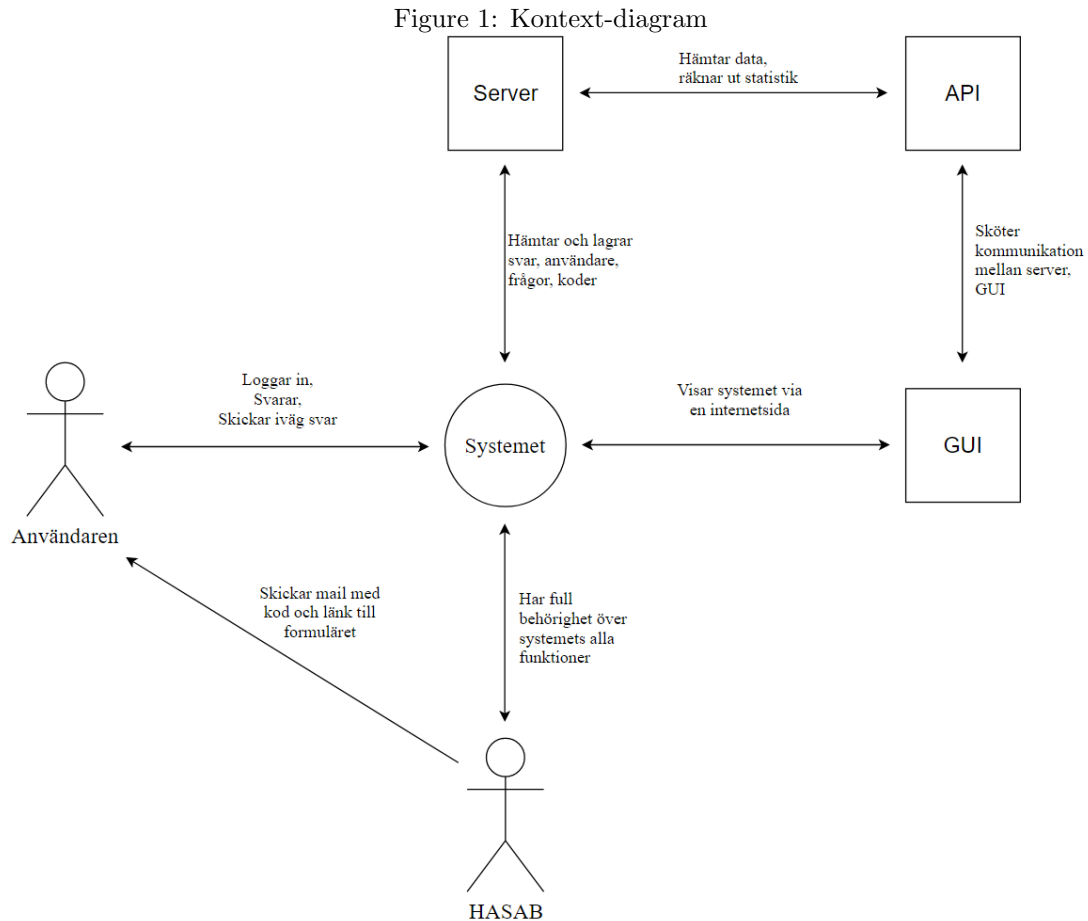 Figure 1: Kontext-diagram
Server
Hämtar data,
räknar ut statistik
API
Hämtar och lagrar
svar, användare,
frågor, koder
Sköter
kommunikation
mellan server,
GUI
Loggar in,
Svarar,
Skickar iväg svar
Systemet
Visar systemet via
en internetsida
GUI
Användaren
Skickar mail med
kod och länk till
formuläret
Har full
behörighet över
systemets alla
funktioner
HASAB